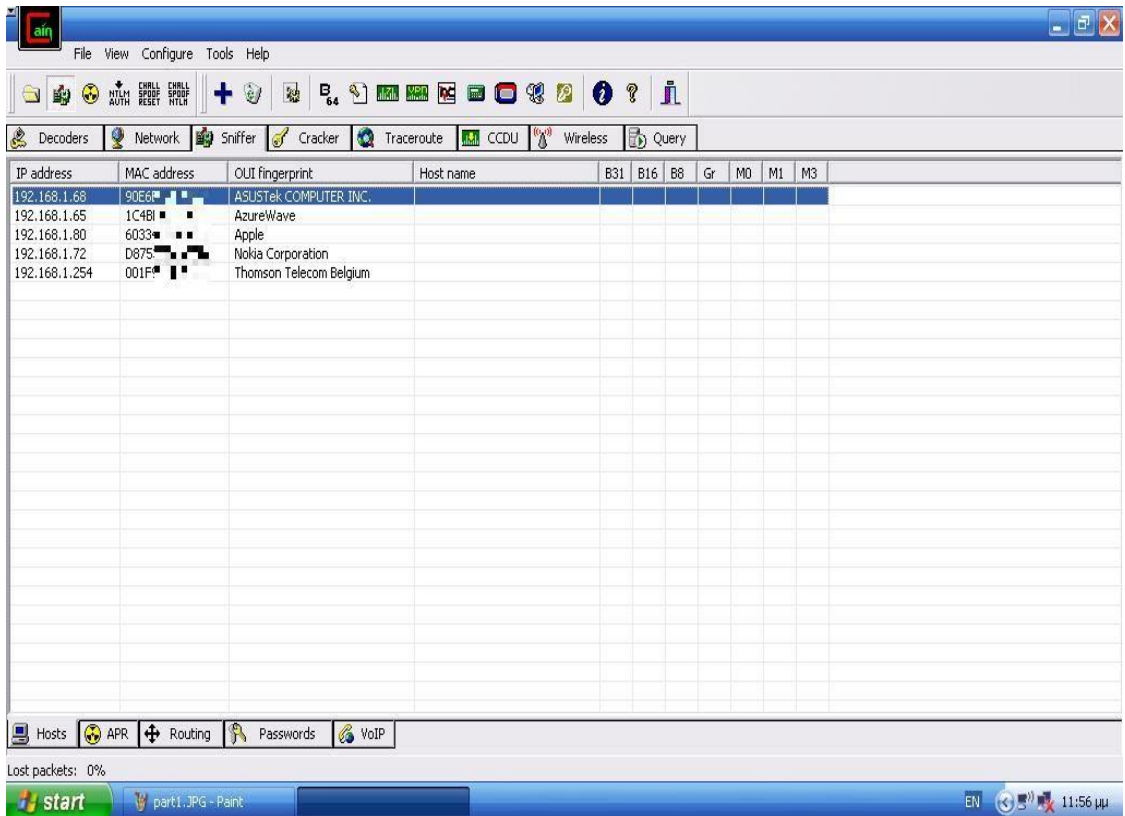 aín
File View Configure Tools Help
NTLM AUTH CHALL SPOOF RESET CHALL SPOOF NTLM B64
Decoders Network Sniffer Cracker Traceroute CCDU Wireless Query
IP address MAC address OUI fingerprint Host name B31 B16 B8 Gr M0 M1 M3
192.168.1.68 90E6 ASUSTek COMPUTER INC.
192.168.1.65 1C4B AzureWave
192.168.1.80 6033 Apple
192.168.1.72 D875 Nokia Corporation
192.168.1.254 001F Thomson Telecom Belgium
Hosts APR Routing Passwords VoIP
Lost packets: 0%
start part1.JPG - Paint EN 11:56 μμ